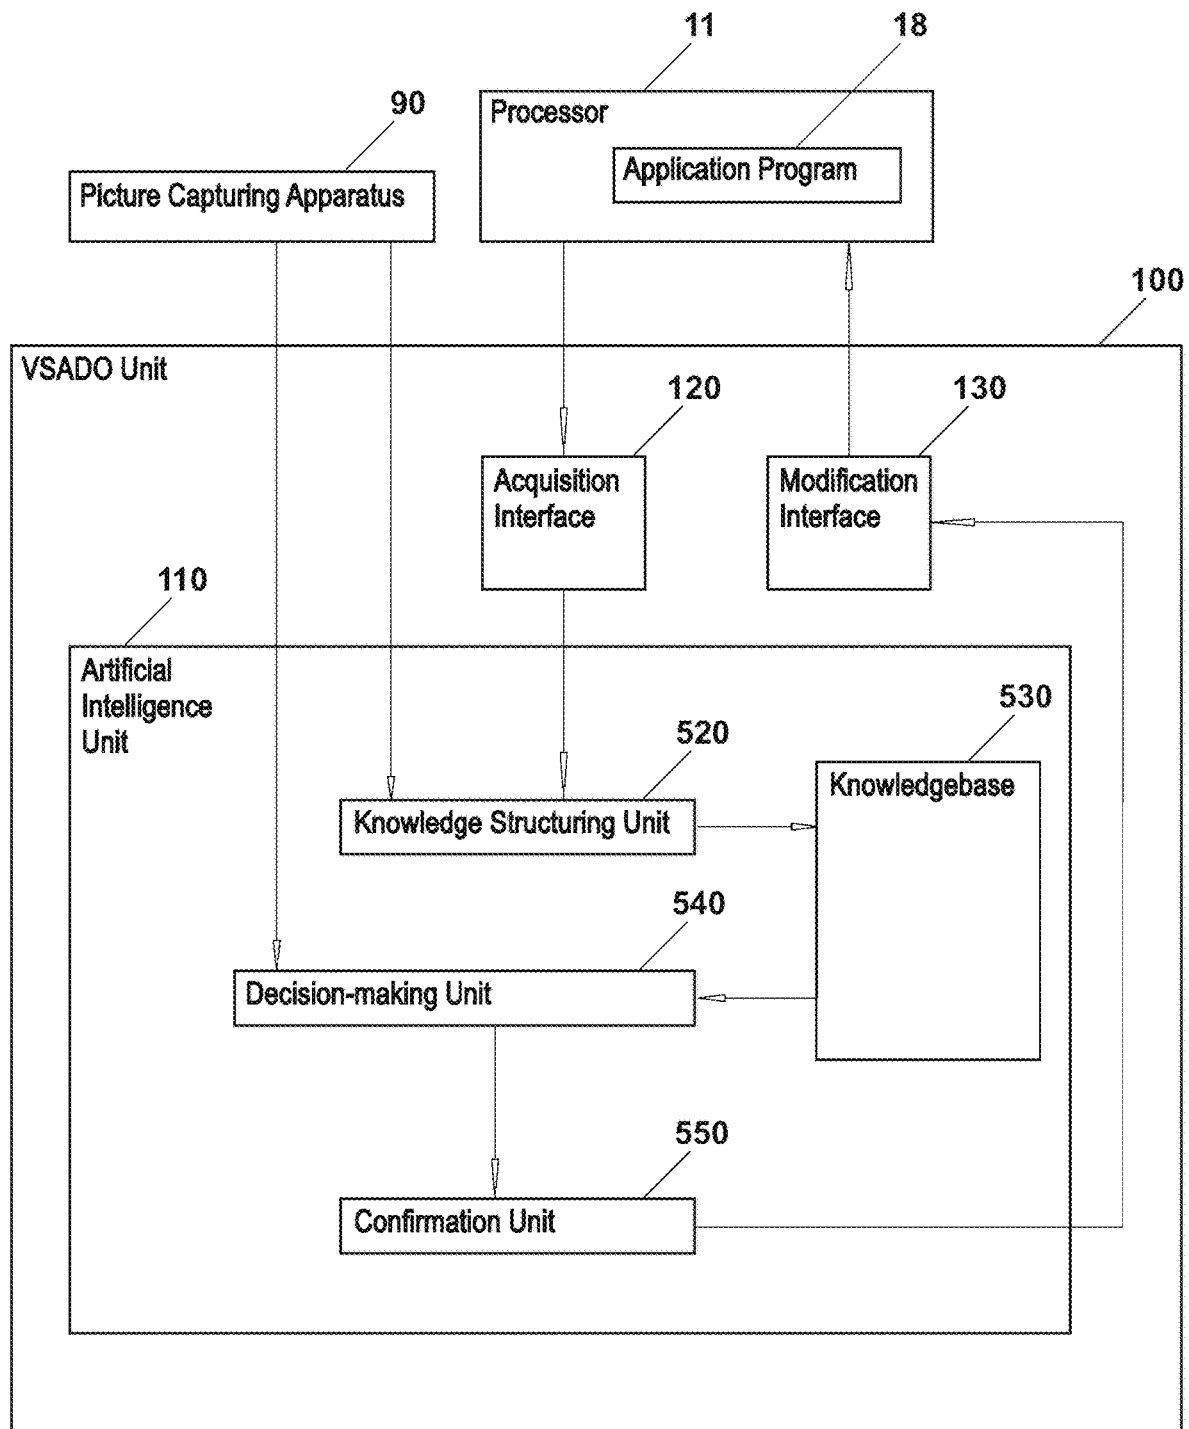 11
18
90
Processor
Application Program
Picture Capturing Apparatus
100
VSADO Unit
120
130
Acquisition
Interface
Modification
Interface
110
Artificial
Intelligence
Unit
520
530
Knowledge Structuring Unit
Knowledgebase
540
Decision-making Unit
550
Confirmation Unit